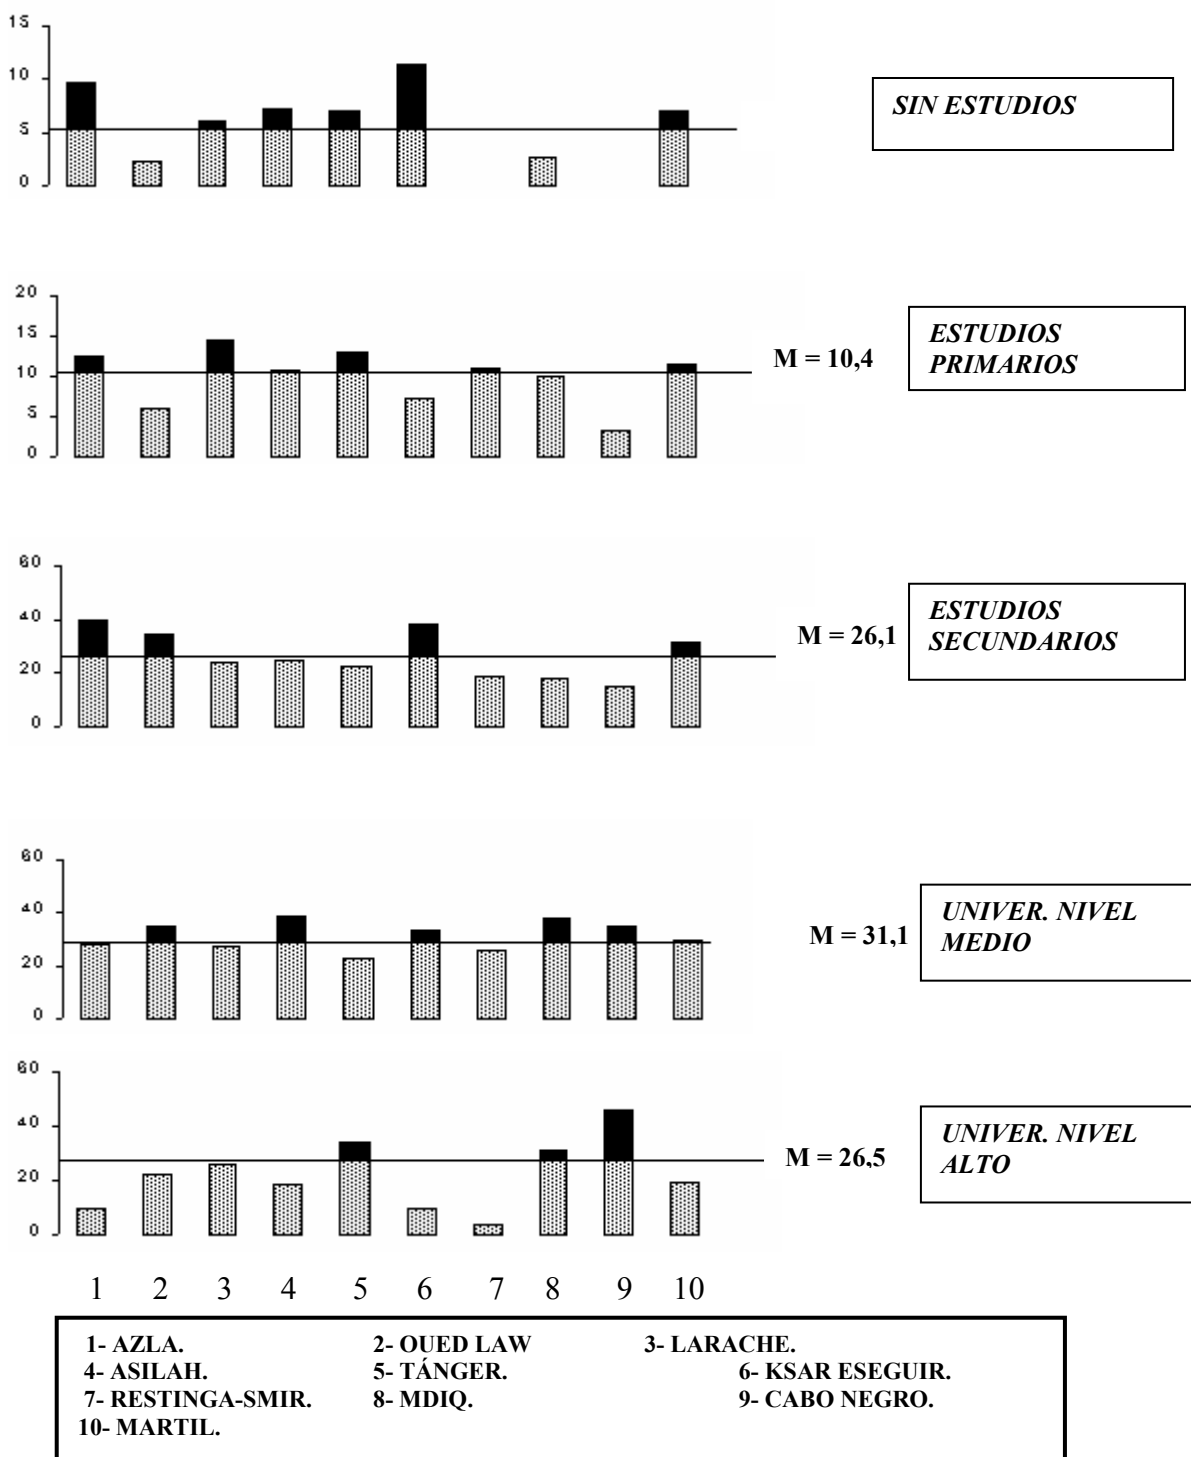 15
10
5
0
SIN ESTUDIOS
20
15
10
5
0
M = 10,4
ESTUDIOS
PRIMARIOS
60
40
20
0
M = 26,1
ESTUDIOS
SECUNDARIOS
60
40
20
0
M = 31,1
UNIVER. NIVEL
MEDIO
60
40
20
0
M = 26,5
UNIVER. NIVEL
ALTO
1 2 3 4 5 6 7 8 9 10
1- AZLA. 2- OUED LAW 3- LARACHE.
4- ASILAH. 5- TÁNGER. 6- KSAR ESEGUIR.
7- RESTINGA-SMIR. 8- MDIQ. 9- CABO NEGRO.
10- MARTIL.